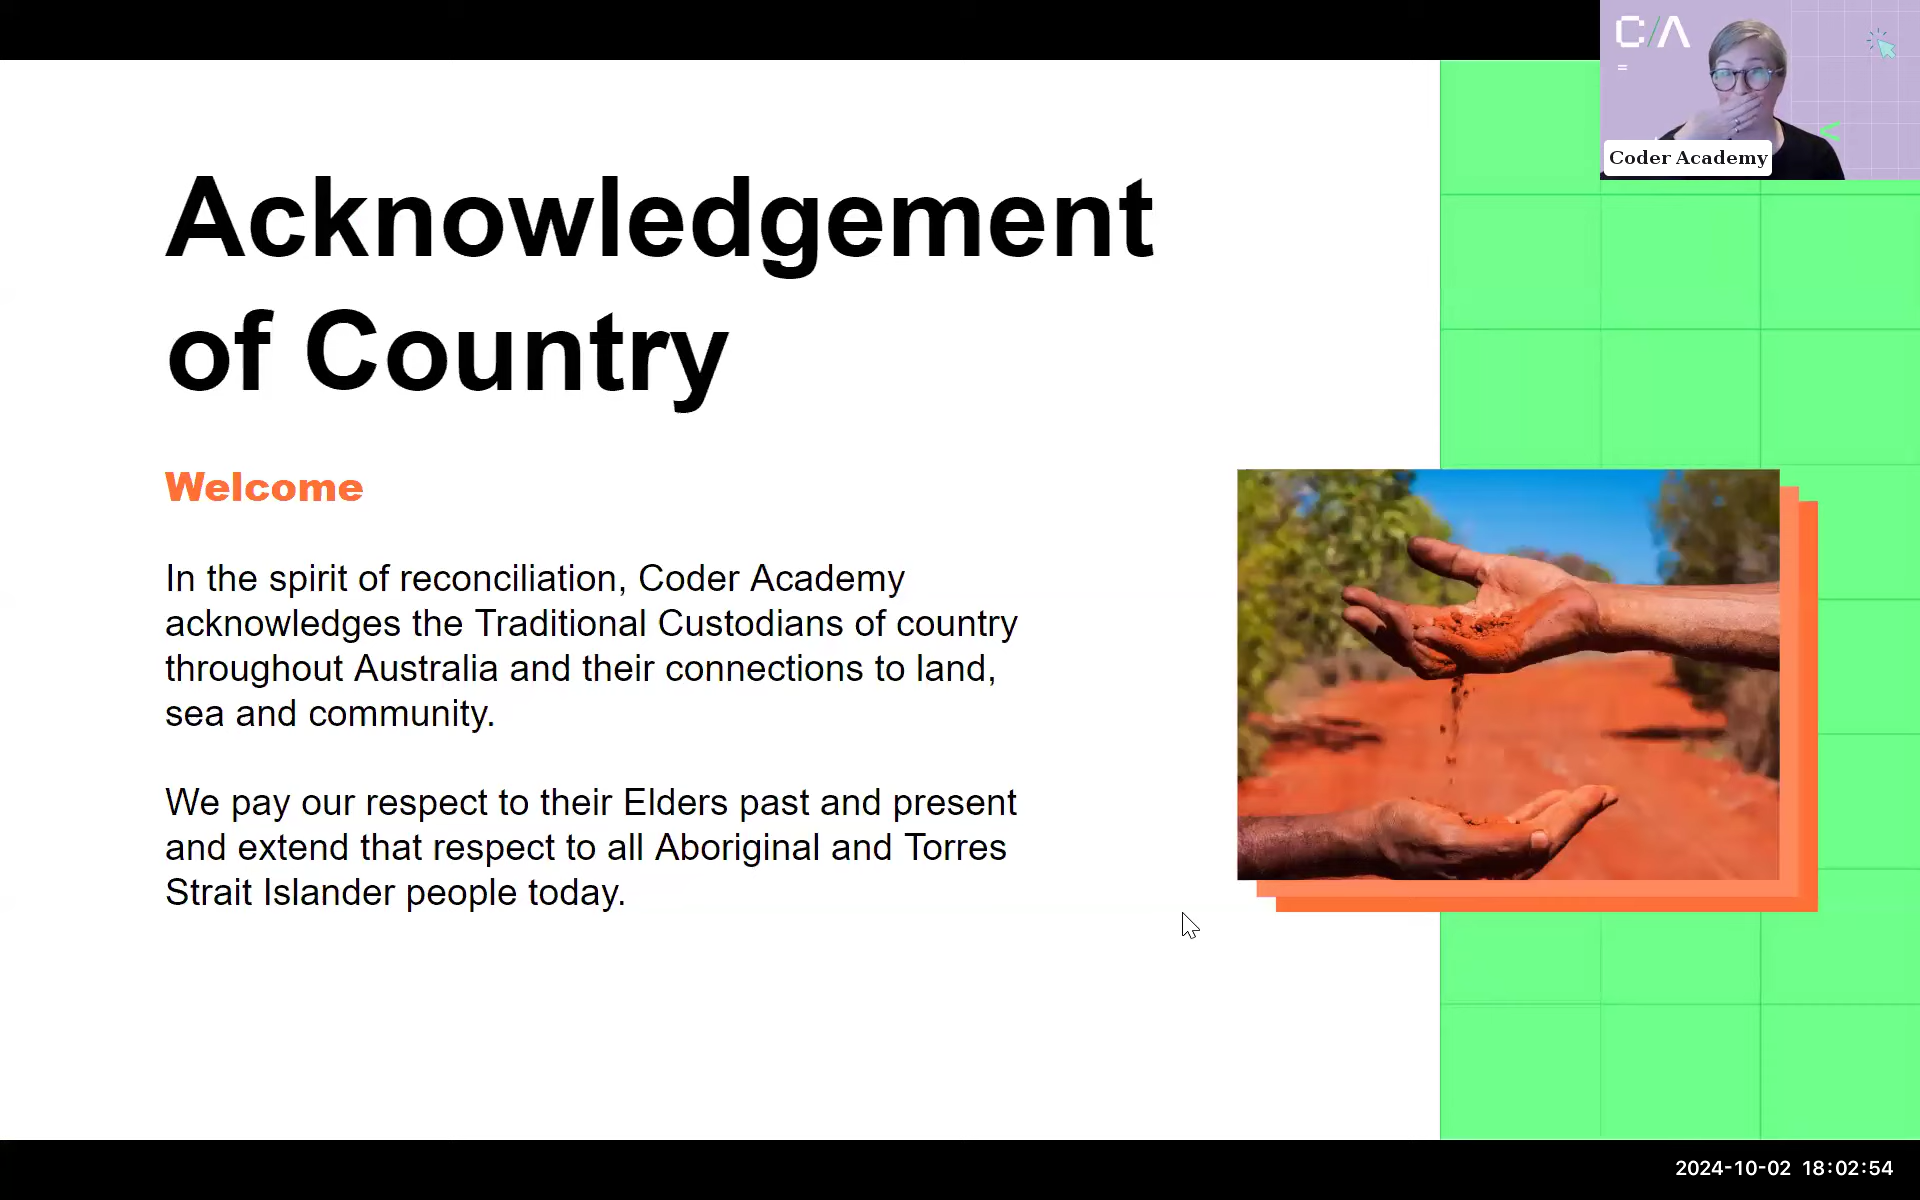 C/A
Coder Academy
Acknowledgement
of Country
Welcome
In the spirit of reconciliation, Coder Academy
acknowledges the Traditional Custodians of country
throughout Australia and their connections to land,
sea and community.
We pay our respect to their Elders past and present
and extend that respect to all Aboriginal and Torres
Strait Islander people today.
2024-10-02 18:02:54